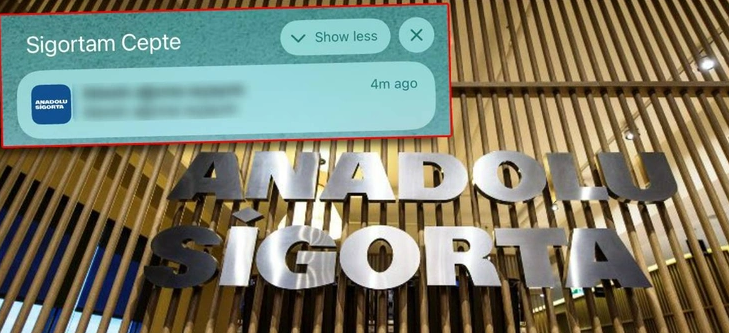 Sigortam Cepte
Show less
ANADOLU
SİGORTA
4m ago
ANADOLU
SİGORTA